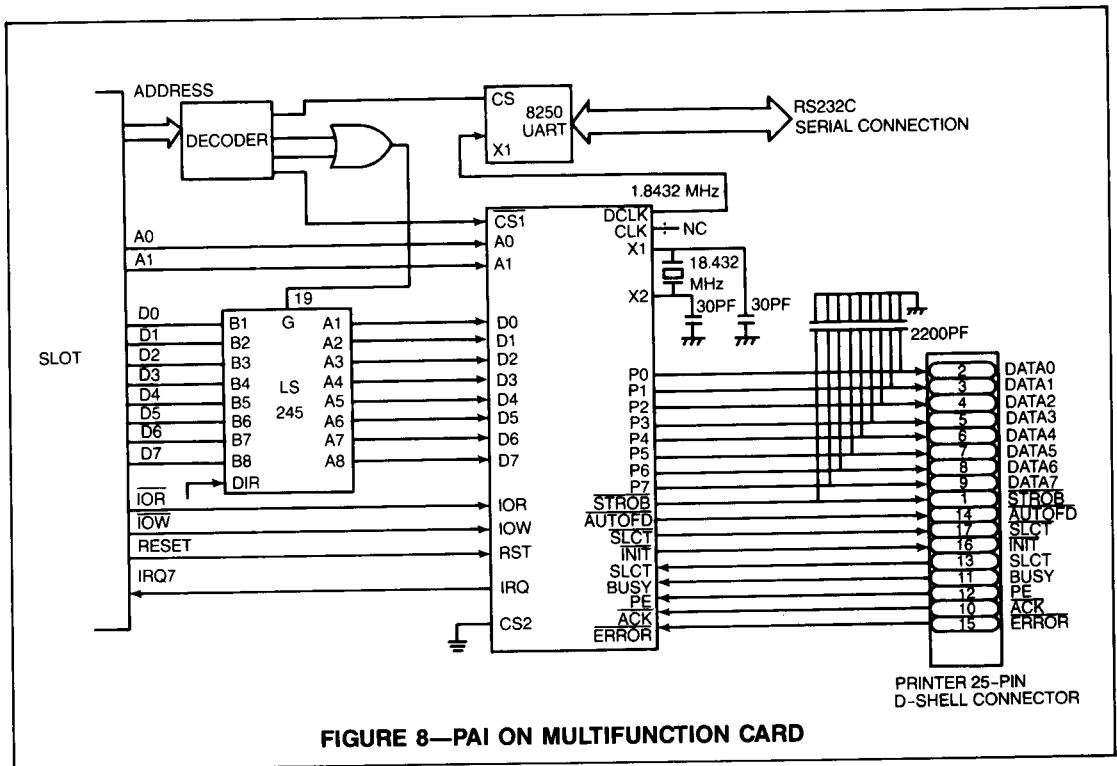 ADDRESS
DECODER
CS
8250
UART
X1
RS232C
SERIAL CONNECTION
1.8432 MHz
CS1
DCLK
CLK
NC
A0
A0
A1
A1
X1
18.432
MHz
X2
30PF
30PF
2200PF
19
SLOT
D0
B1
G
A1
D0
D1
B2
A2
D1
D2
B3
A3
D2
D3
B4
LS
A4
D3
D4
B5
245
A5
D4
D5
B6
A6
D5
D6
B7
A7
D6
D7
B8
A8
D7
DIR
IOR
IOR
IOW
IOW
RESET
RST
IRQ7
IRQ
CS2
P0
2
DATA0
P1
3
DATA1
P2
4
DATA2
P3
5
DATA3
P4
6
DATA4
P5
7
DATA5
P6
8
DATA6
P7
9
DATA7
STROB
1
STROB
AUTOFD
14
AUTOFD
SLCT
17
SLCT
INIT
16
INIT
SLCT
13
SLCT
BUSY
11
BUSY
PE
12
PE
ACK
10
ACK
ERROR
15
ERROR
PRINTER 25-PIN
D-SHELL CONNECTOR
FIGURE 8—PAI ON MULTIFUNCTION CARD